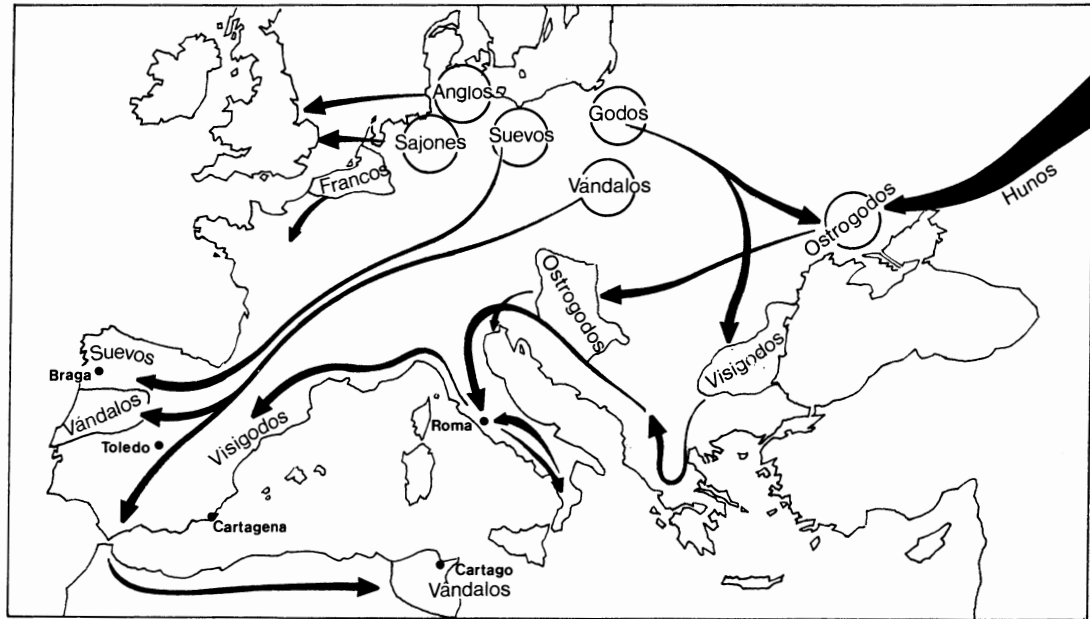 Anglos
Godos
Sajones
Suevos
Francos
Vándalos
Hunos
Ostrogodos
Ostrogodos
Suevos
Braga
Visigodos
Vándalos
Visigodos
Roma
Toledo
Cartagena
Cartago
Vándalos